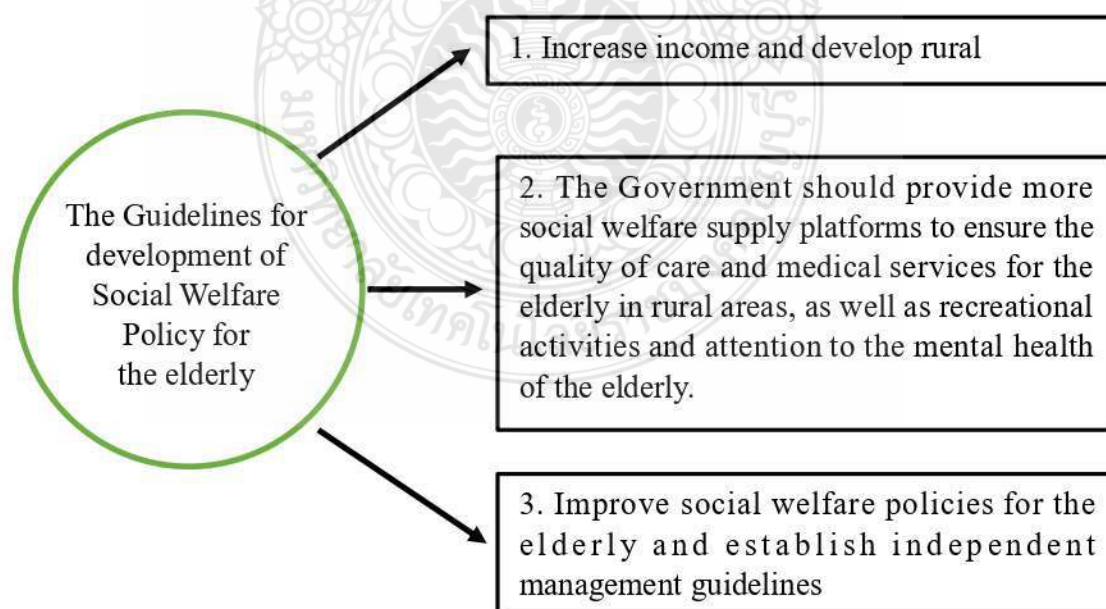 The Guidelines for
development of
Social Welfare
Policy for
the elderly
1. Increase income and develop rural
2. The Government should provide more
social welfare supply platforms to ensure the
quality of care and medical services for the
elderly in rural areas, as well as recreational
activities and attention to the mental health
of the elderly.
3. Improve social welfare policies for the
elderly and establish independent
management guidelines